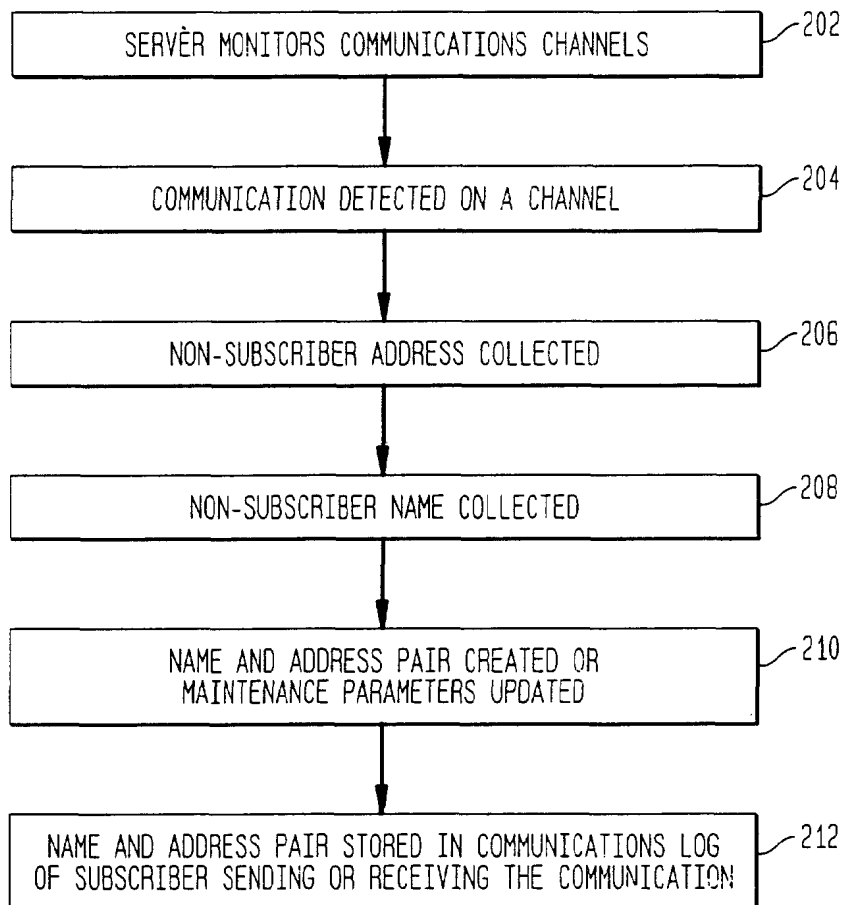 SERVER MONITORS COMMUNICATIONS CHANNELS
202
COMMUNICATION DETECTED ON A CHANNEL
204
NON-SUBSCRIBER ADDRESS COLLECTED
206
NON-SUBSCRIBER NAME COLLECTED
208
NAME AND ADDRESS PAIR CREATED OR
MAINTENANCE PARAMETERS UPDATED
210
NAME AND ADDRESS PAIR STORED IN COMMUNICATIONS LOG
OF SUBSCRIBER SENDING OR RECEIVING THE COMMUNICATION
212